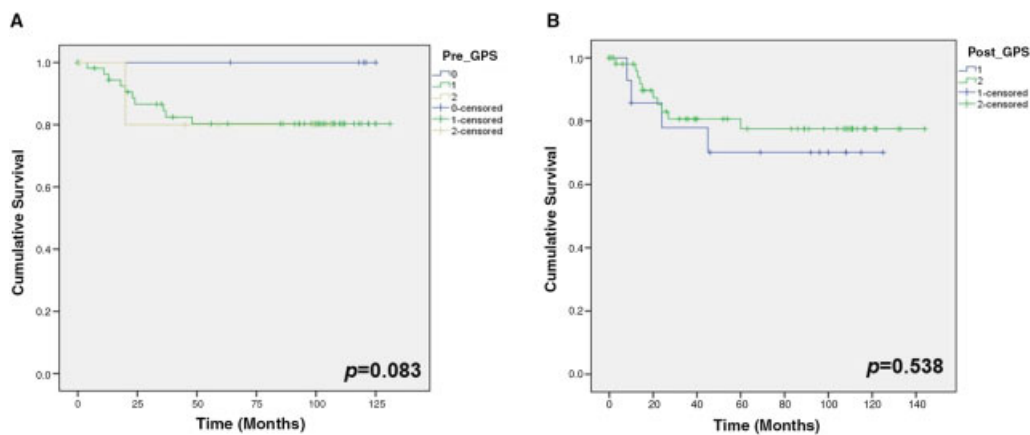 A
Pre_GPS
0
1
2
0-censored
1-censored
2-censored
Cumulative Survival
1.0
0.8
0.6
0.4
0.2
0.0
p=0.083
0
25
50
75
100
125
Time (Months)
B
Post_GPS
1
2
1-censored
2-censored
Cumulative Survival
1.0
0.8
0.6
0.4
0.2
0.0
p=0.538
0
20
40
60
80
100
120
140
Time (Months)